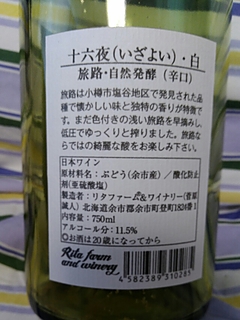 十六夜(いざよい)・白
旅路・自然発酵(辛口)
旅路は小樽市塩谷地区で発見された品
種で懐かしい味と独特の香りが特徴で
す。まだ色付きの浅い旅路を早摘みし、
低圧でゆっくりと搾りました。旅路なら
ではの綺麗な酸をお楽しみ下さい。
日本ワイン
原材料名:ぶどう(余市産)/酸化防止
剤(亜硫酸塩)
製造者:リタファーム&ワイナリー(菅原
誠人)北海道余市郡余市町登町1824番1
内容量:750ml
アルコール分:11.5%
◎お酒は20歳になってから
Rita farm
and winery
4582389310285